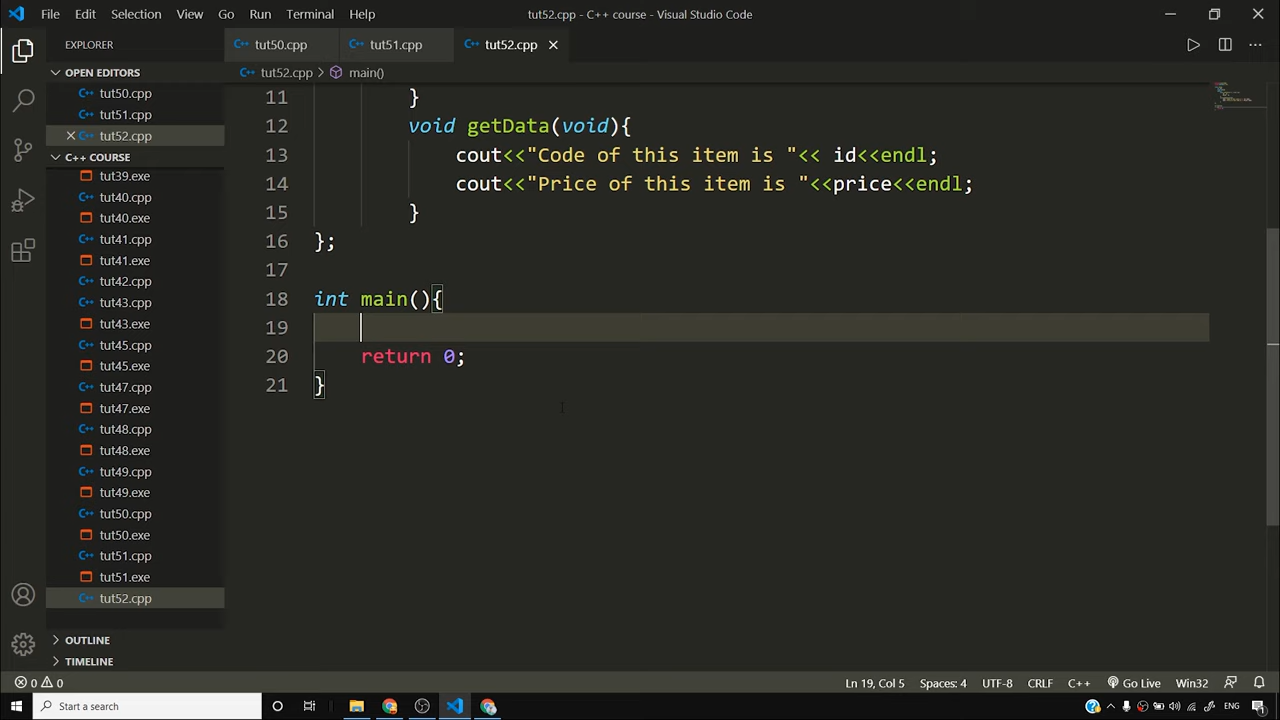 File Edit Selection View Go Run Terminal Help tut52.cpp - C++ course - Visual Studio Code
EXPLORER tut50.cpp tut51.cpp tut52.cpp
OPEN EDITORS
tut50.cpp
tut51.cpp
tut52.cpp
C++ COURSE
tut39.exe
tut40.cpp
tut40.exe
tut41.cpp
tut41.exe
tut42.cpp
tut43.cpp
tut43.exe
tut45.cpp
tut45.exe
tut47.cpp
tut47.exe
tut48.cpp
tut48.exe
tut49.cpp
tut49.exe
tut50.cpp
tut50.exe
tut51.cpp
tut51.exe
tut52.cpp
OUTLINE
TIMELINE
tut52.cpp > main()
11 }
12 void getData(void){
13 cout<<"Code of this item is "<< id<<endl;
14 cout<<"Price of this item is "<<price<<endl;
15 }
16 };
17
18 int main(){
19
20 return 0;
21 }
0 0 Ln 19, Col 5 Spaces: 4 UTF-8 CRLF C++ Go Live Win32
Start a search ENG 1